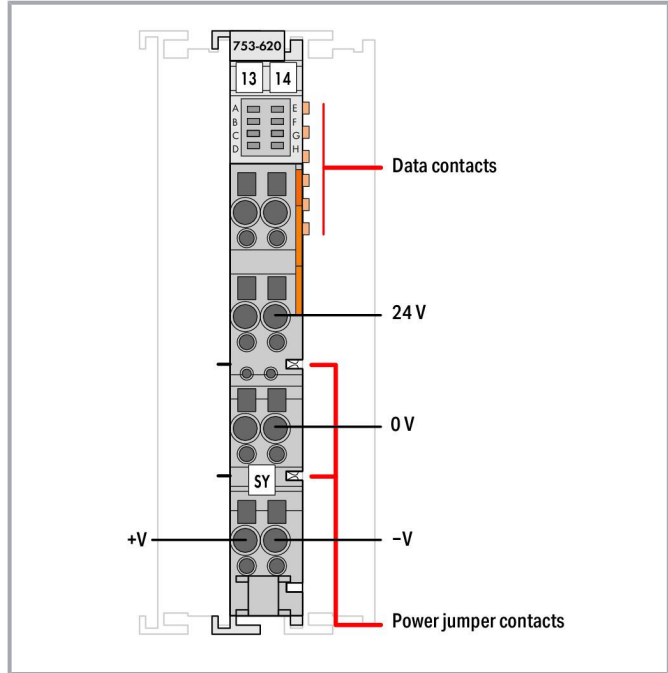 753-620
13 14
A E
B F
C G
D H
Data contacts
24 V
0 V
SY
+V
−V
Power jumper contacts